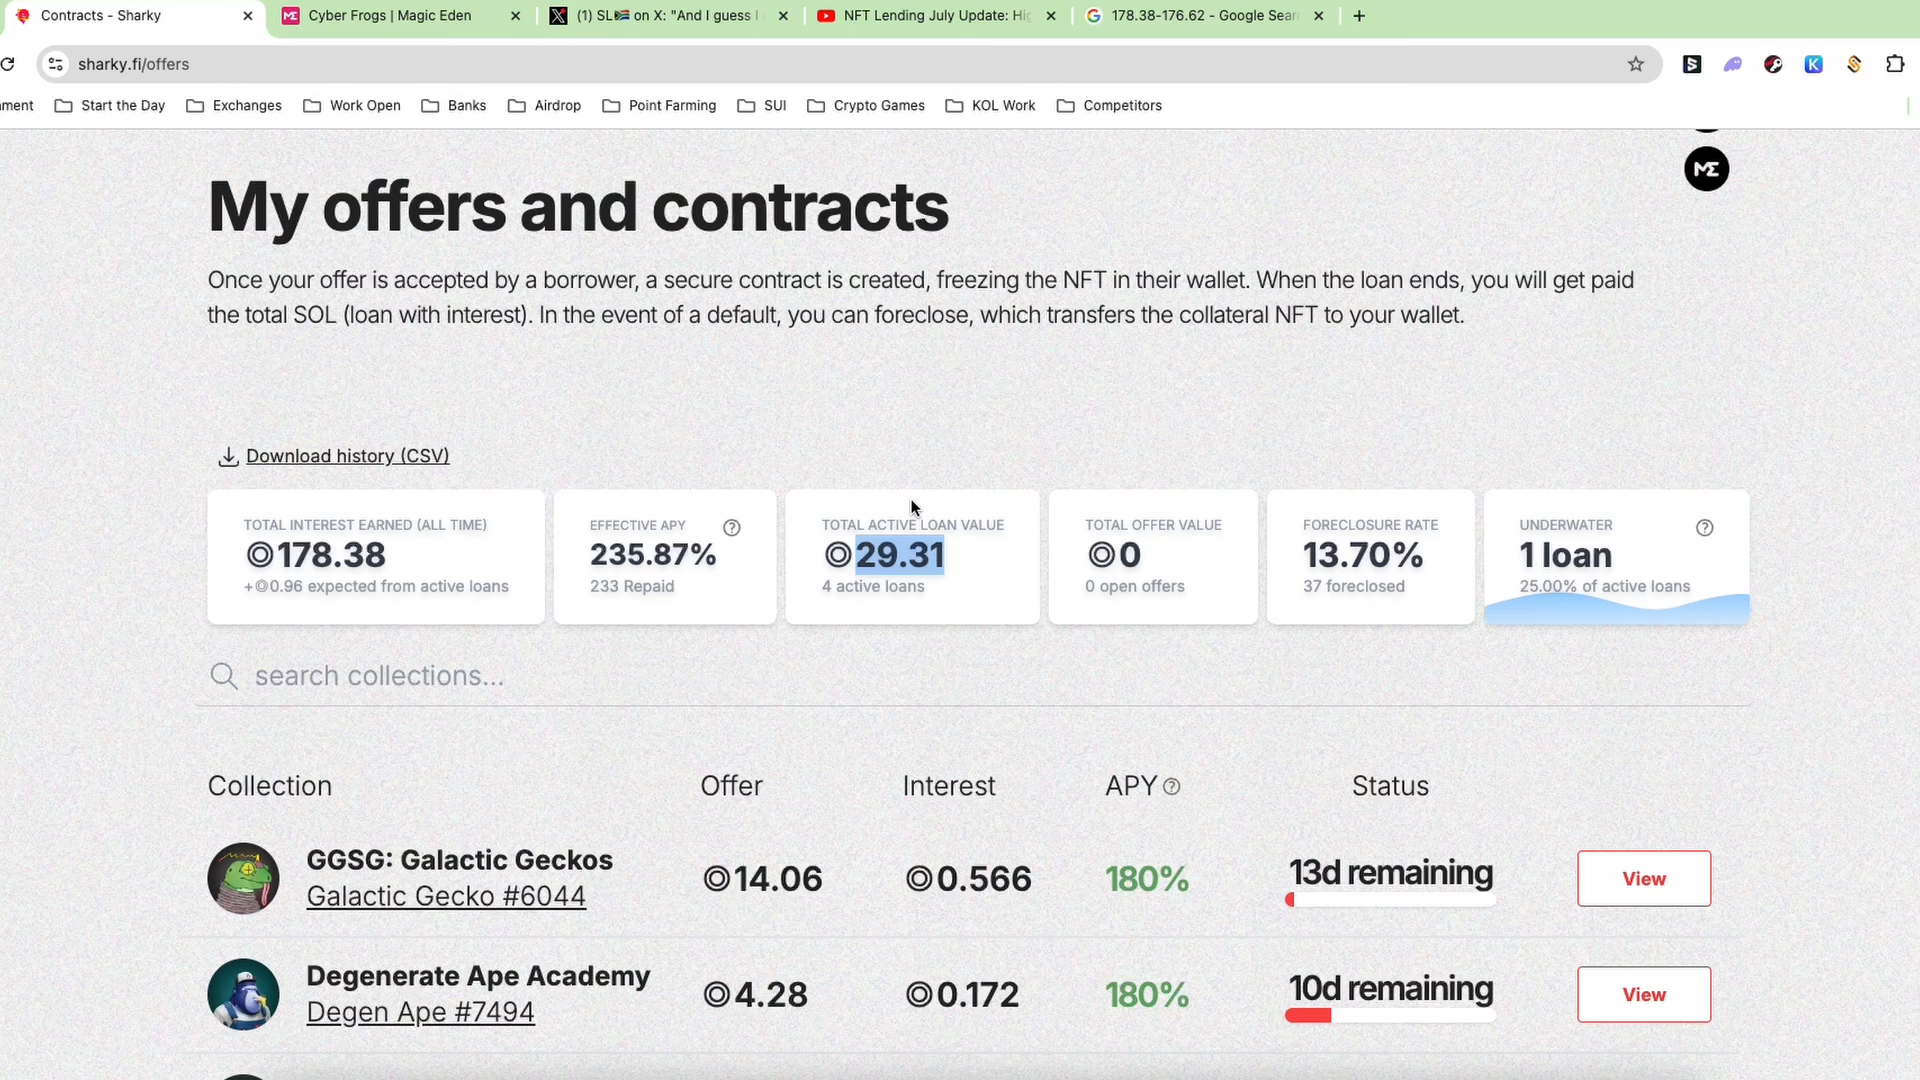 Contracts - Sharky
Cyber Frogs | Magic Eden
(1) SL🇿🇦 on X: "And I guess I
NFT Lending July Update: Hig
178.38-176.62 - Google Sear
sharky.fi/offers
ment
Start the Day
Exchanges
Work Open
Banks
Airdrop
Point Farming
SUI
Crypto Games
KOL Work
Competitors
My offers and contracts
Once your offer is accepted by a borrower, a secure contract is created, freezing the NFT in their wallet. When the loan ends, you will get paid
the total SOL (loan with interest). In the event of a default, you can foreclose, which transfers the collateral NFT to your wallet.
Download history (CSV)
TOTAL INTEREST EARNED (ALL TIME)
178.38
+◎0.96 expected from active loans
EFFECTIVE APY
235.87%
233 Repaid
TOTAL ACTIVE LOAN VALUE
29.31
4 active loans
TOTAL OFFER VALUE
0
0 open offers
FORECLOSURE RATE
13.70%
37 foreclosed
UNDERWATER
1 loan
25.00% of active loans
search collections...
Collection Offer Interest APY Status
GGSG: Galactic Geckos
Galactic Gecko #6044
14.06 0.566 180% 13d remaining View
Degenerate Ape Academy
Degen Ape #7494
4.28 0.172 180% 10d remaining View